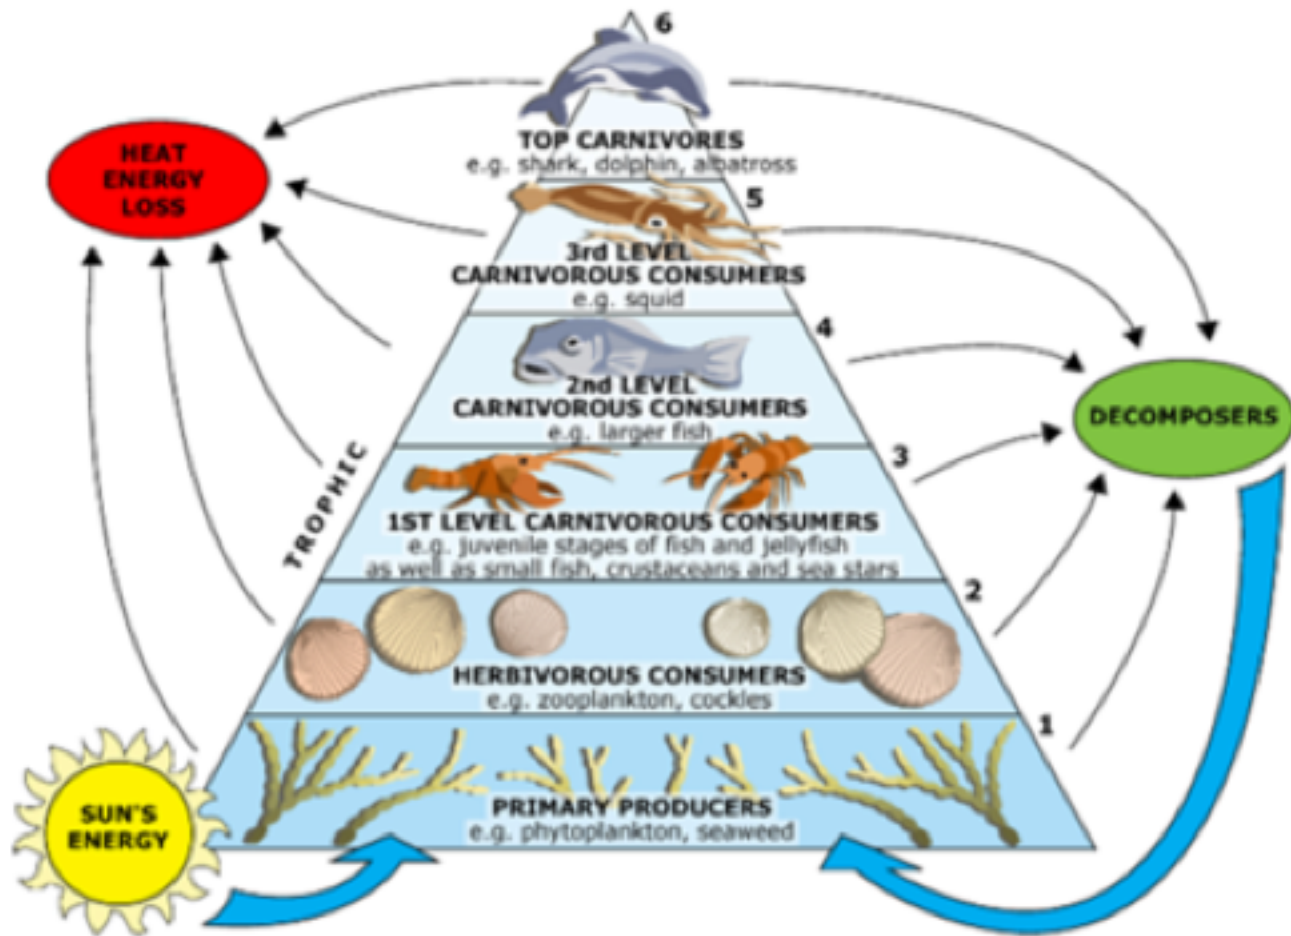 6
TOP CARNIVORES
e.g. shark, dolphin, albatross
HEAT
ENERGY
LOSS
5
3rd LEVEL
CARNIVOROUS CONSUMERS
e.g. squid
4
2nd LEVEL
CARNIVOROUS CONSUMERS
e.g. larger fish
DECOMPOSERS
3
TROPHIC
1ST LEVEL CARNIVOROUS CONSUMERS
e.g. juvenile stages of fish and jellyfish
as well as small fish, crustaceans and sea stars
2
HERBIVOROUS CONSUMERS
e.g. zooplankton, cockles
1
PRIMARY PRODUCERS
e.g. phytoplankton, seaweed
SUN'S
ENERGY